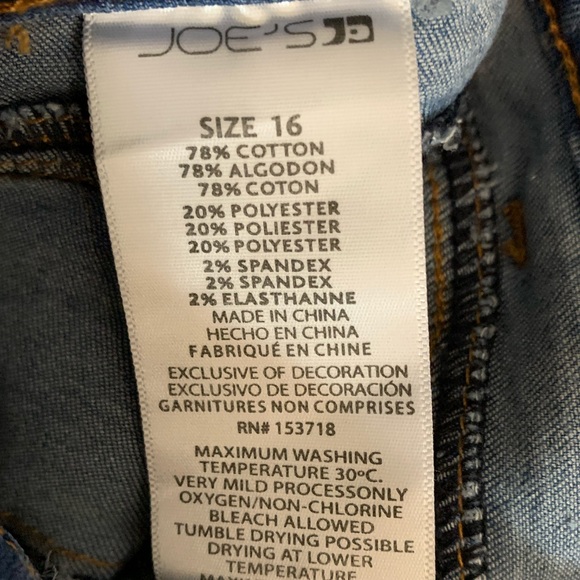 JOE'S
SIZE 16
78% COTTON
78% ALGODON
78% COTON
20% POLYESTER
20% POLIESTER
20% POLYESTER
2% SPANDEX
2% SPANDEX
2% ELASTHANNE
MADE IN CHINA
HECHO EN CHINA
FABRIQUÉ EN CHINE
EXCLUSIVE OF DECORATION
EXCLUSIVO DE DECORACIÓN
GARNITURES NON COMPRISES
RN# 153718
MAXIMUM WASHING
TEMPERATURE 30ºC.
VERY MILD PROCESSONLY
OXYGEN/NON-CHLORINE
BLEACH ALLOWED
TUMBLE DRYING POSSIBLE
DRYING AT LOWER
TEMPERATURE